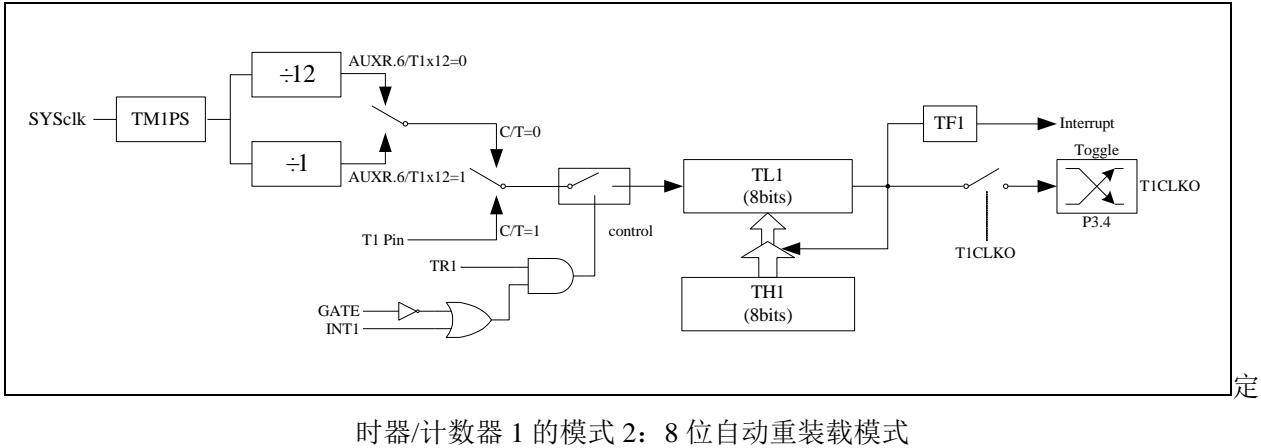 ÷12
AUXR.6/T1x12=0
SYSclk
TM1PS
÷1
AUXR.6/T1x12=1
C/T=0
T1 Pin
C/T=1
control
TR1
GATE
INT1
TL1
(8bits)
TH1
(8bits)
TF1
Interrupt
Toggle
T1CLKO
P3.4
T1CLKO
定
时器/计数器 1 的模式 2：8 位自动重装载模式